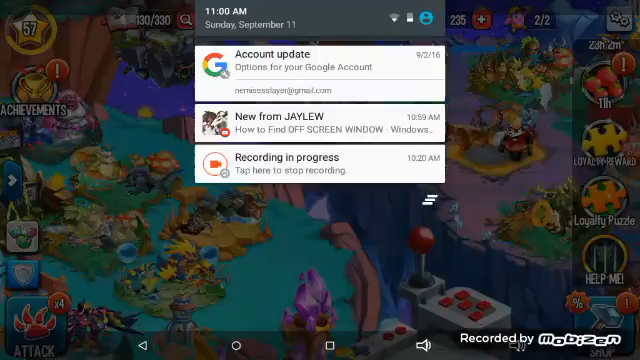 11:00 AM
Sunday, September 11
57
130/330
235
2/2
23h 2m
Account update
9/2/16
Options for your Google Account
nemisesslayer@gmail.com
New from JAYLEW
10:59 AM
How to Find OFF SCREEN WINDOW - Windows..
Recording in progress
10:20 AM
Tap here to stop recording.
ACHIEVEMENTS
11h
LOYALTY REWARD
Loyalty Puzzle
HELP ME!
x4
ATTACK
%
SHOP
Recorded by Mobizen